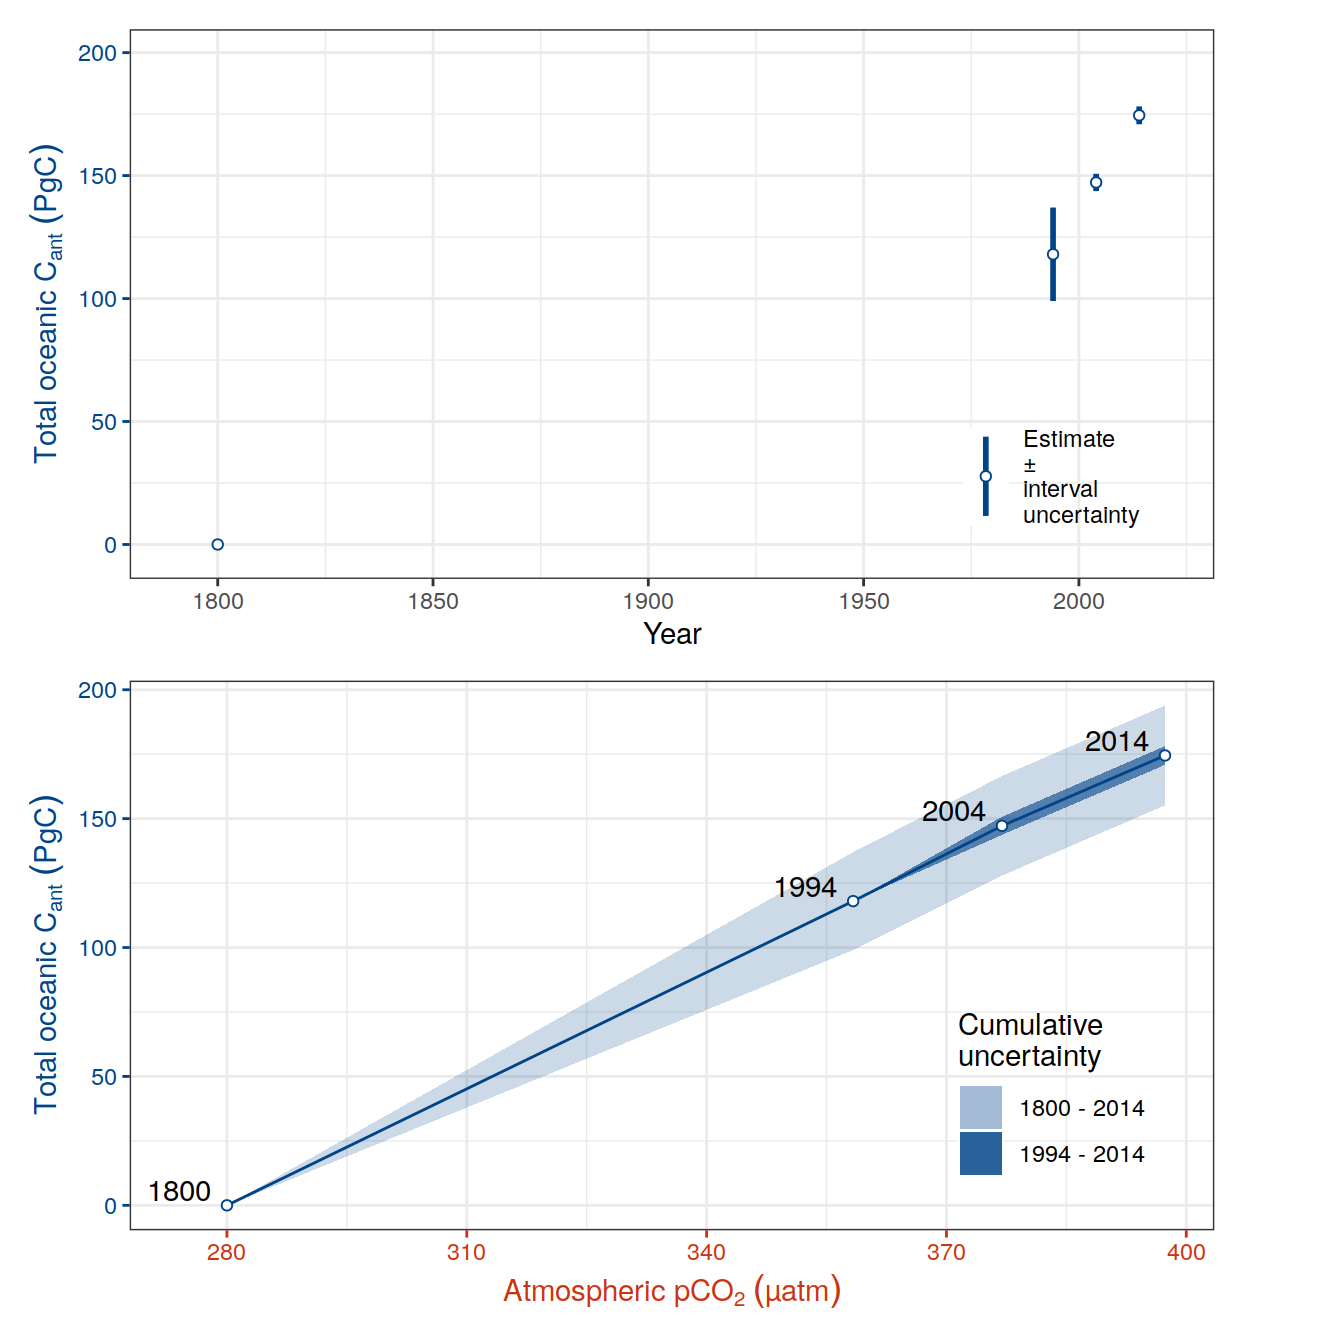 200
150
100
50
0
Total oceanic Cant (PgC)
Estimate
±
interval
uncertainty
1800 1850 1900 1950 2000
Year
200
150
100
50
0
Total oceanic Cant (PgC)
2014
2004
1994
1800
Cumulative
uncertainty
1800 - 2014
1994 - 2014
280 310 340 370 400
Atmospheric pCO₂ (µatm)